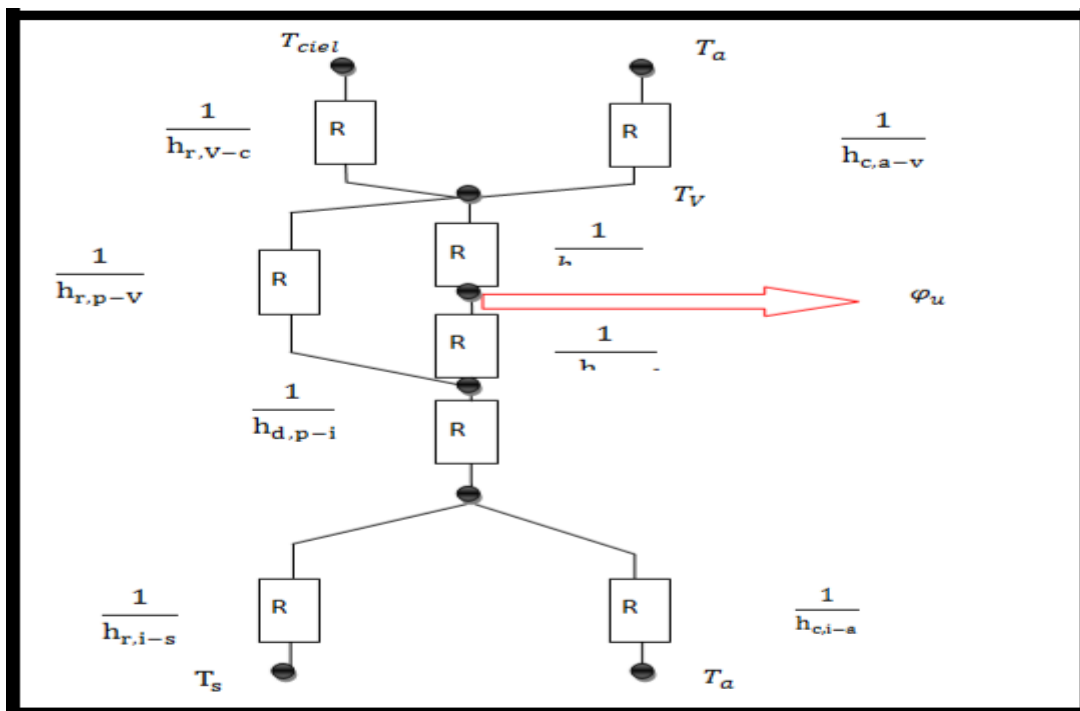 T_ciel
T_a
R
R
1
h_r,V−c
1
h_c,a−v
T_V
R
1
R
1
h_r,p−V
φ_u
R
1
1
h_d,p−i
R
R
R
1
h_r,i−s
1
h_c,i−a
T_s
T_a